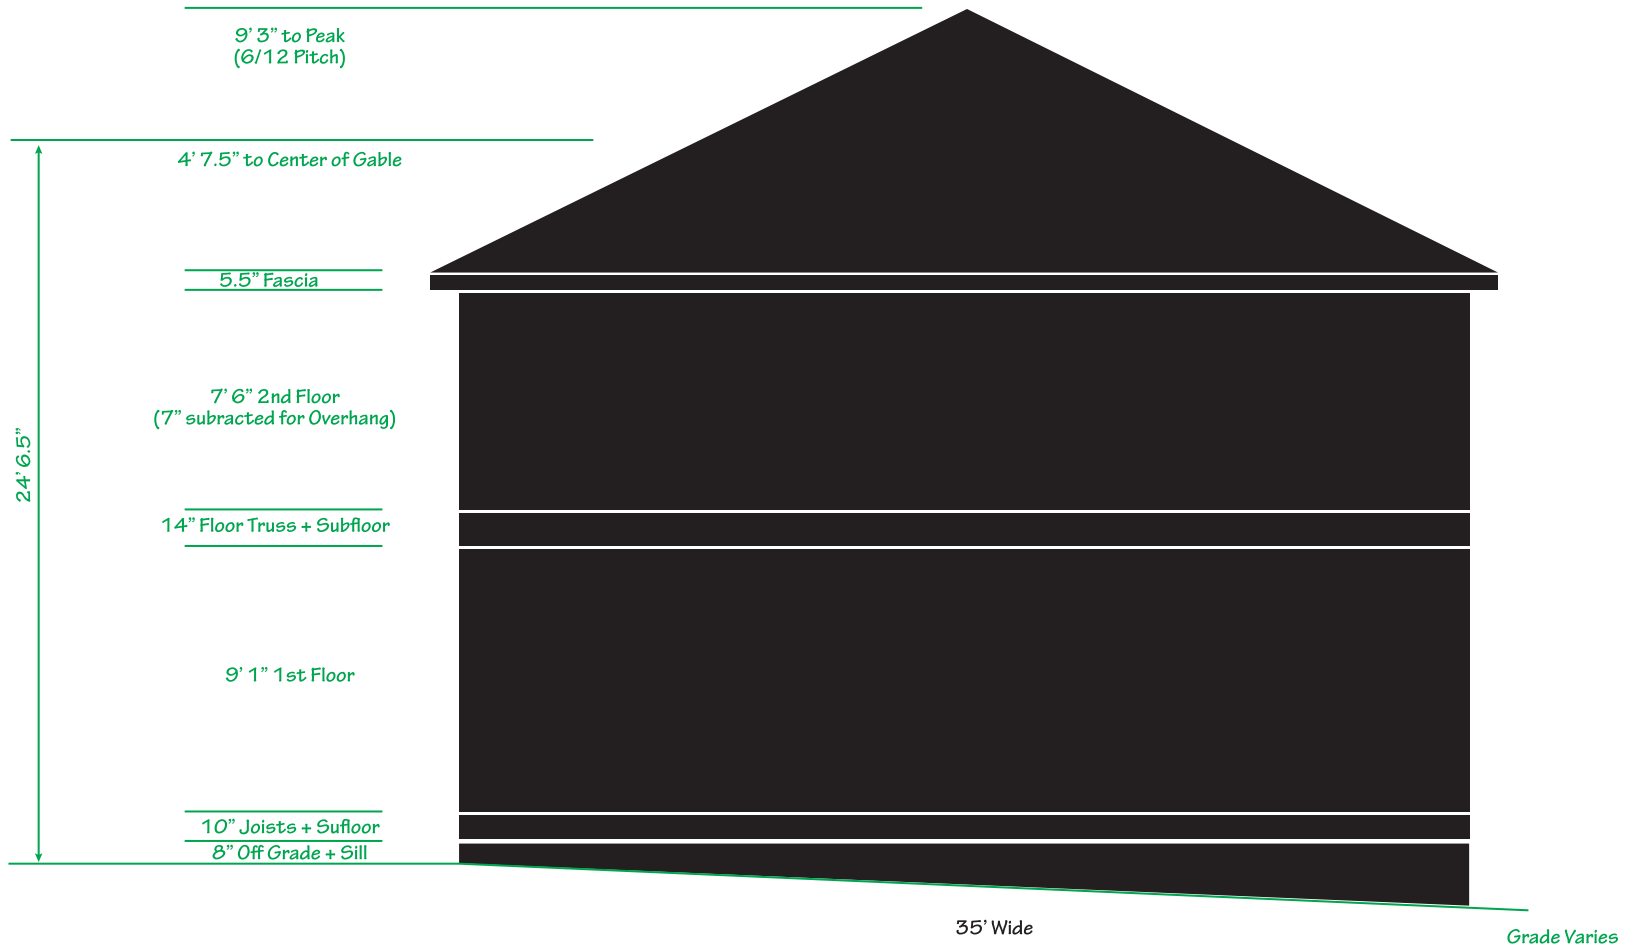 9’ 3” to Peak
(6/12 Pitch)
4’ 7.5” to Center of Gable
5.5” Fascia
7’ 6” 2nd Floor
(7” subracted for Overhang)
24’ 6.5”
14” Floor Truss + Subfloor
9’ 1” 1st Floor
10” Joists + Sufloor
8” Off Grade + Sill
35’ Wide
Grade Varies